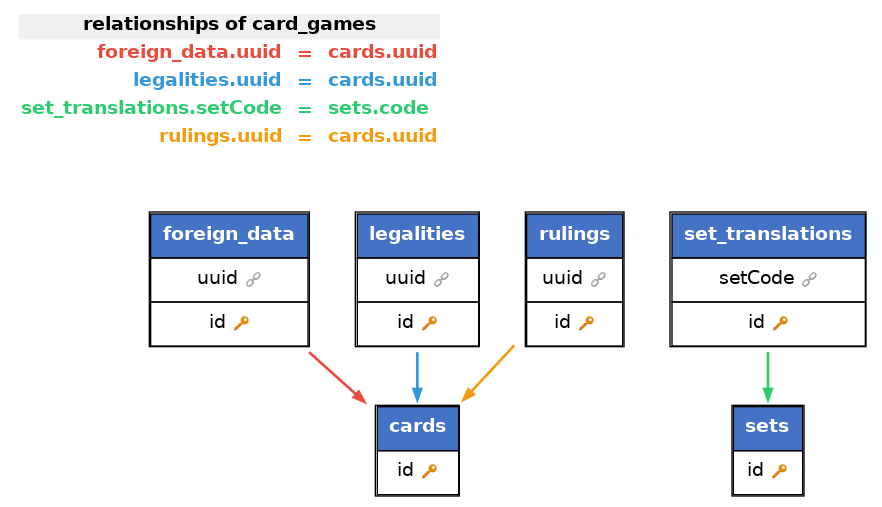 relationships of card_games
foreign_data.uuid = cards.uuid
legalities.uuid = cards.uuid
set_translations.setCode = sets.code
rulings.uuid = cards.uuid
foreign_data
uuid
id
legalities
uuid
id
rulings
uuid
id
set_translations
setCode
id
cards
id
sets
id